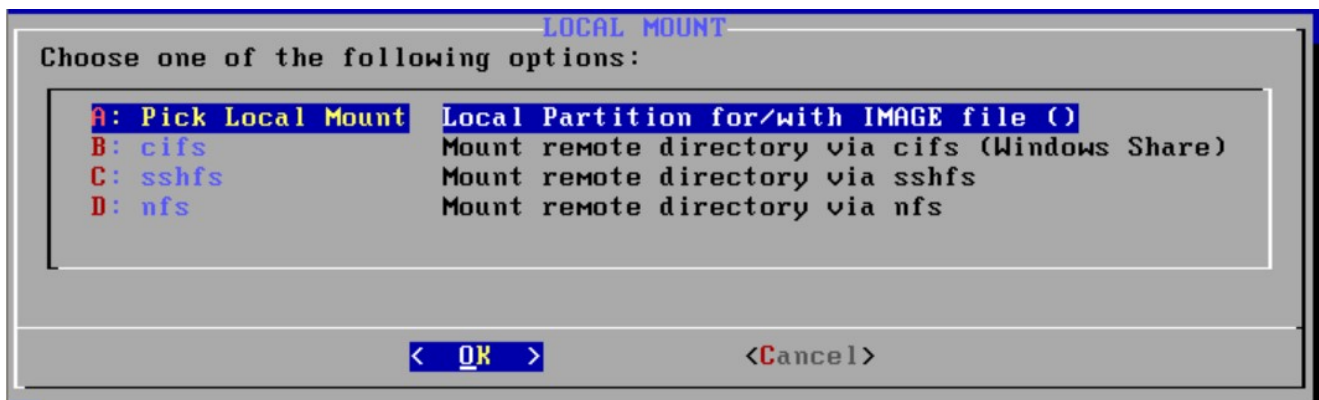 LOCAL MOUNT
Choose one of the following options:
A: Pick Local Mount Local Partition for/with IMAGE file ()
B: cifs Mount remote directory via cifs (Windows Share)
C: sshfs Mount remote directory via sshfs
D: nfs Mount remote directory via nfs
< OK > <Cancel>